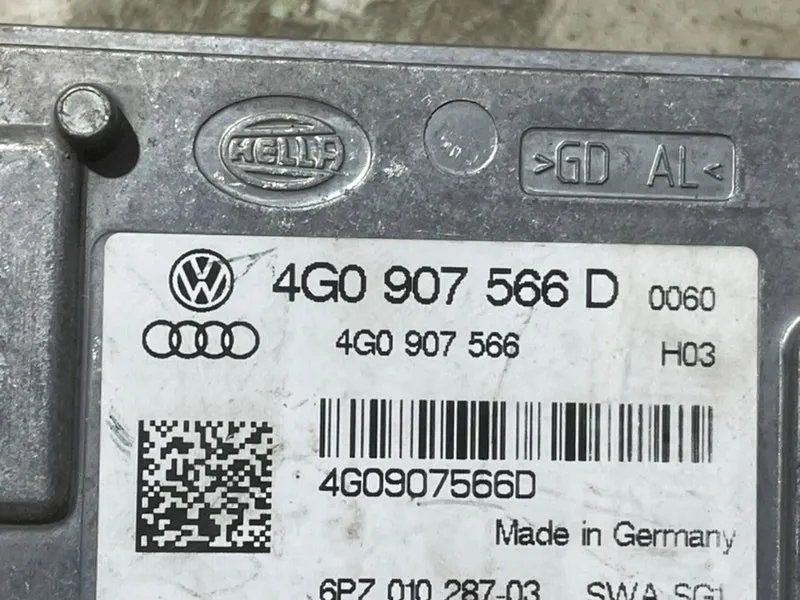 HELLA
>GD AL<
4G0 907 566 D 0060
4G0 907 566 H03
4G0907566D
Made in Germany
6PZ 010 287-03 SWA SG1